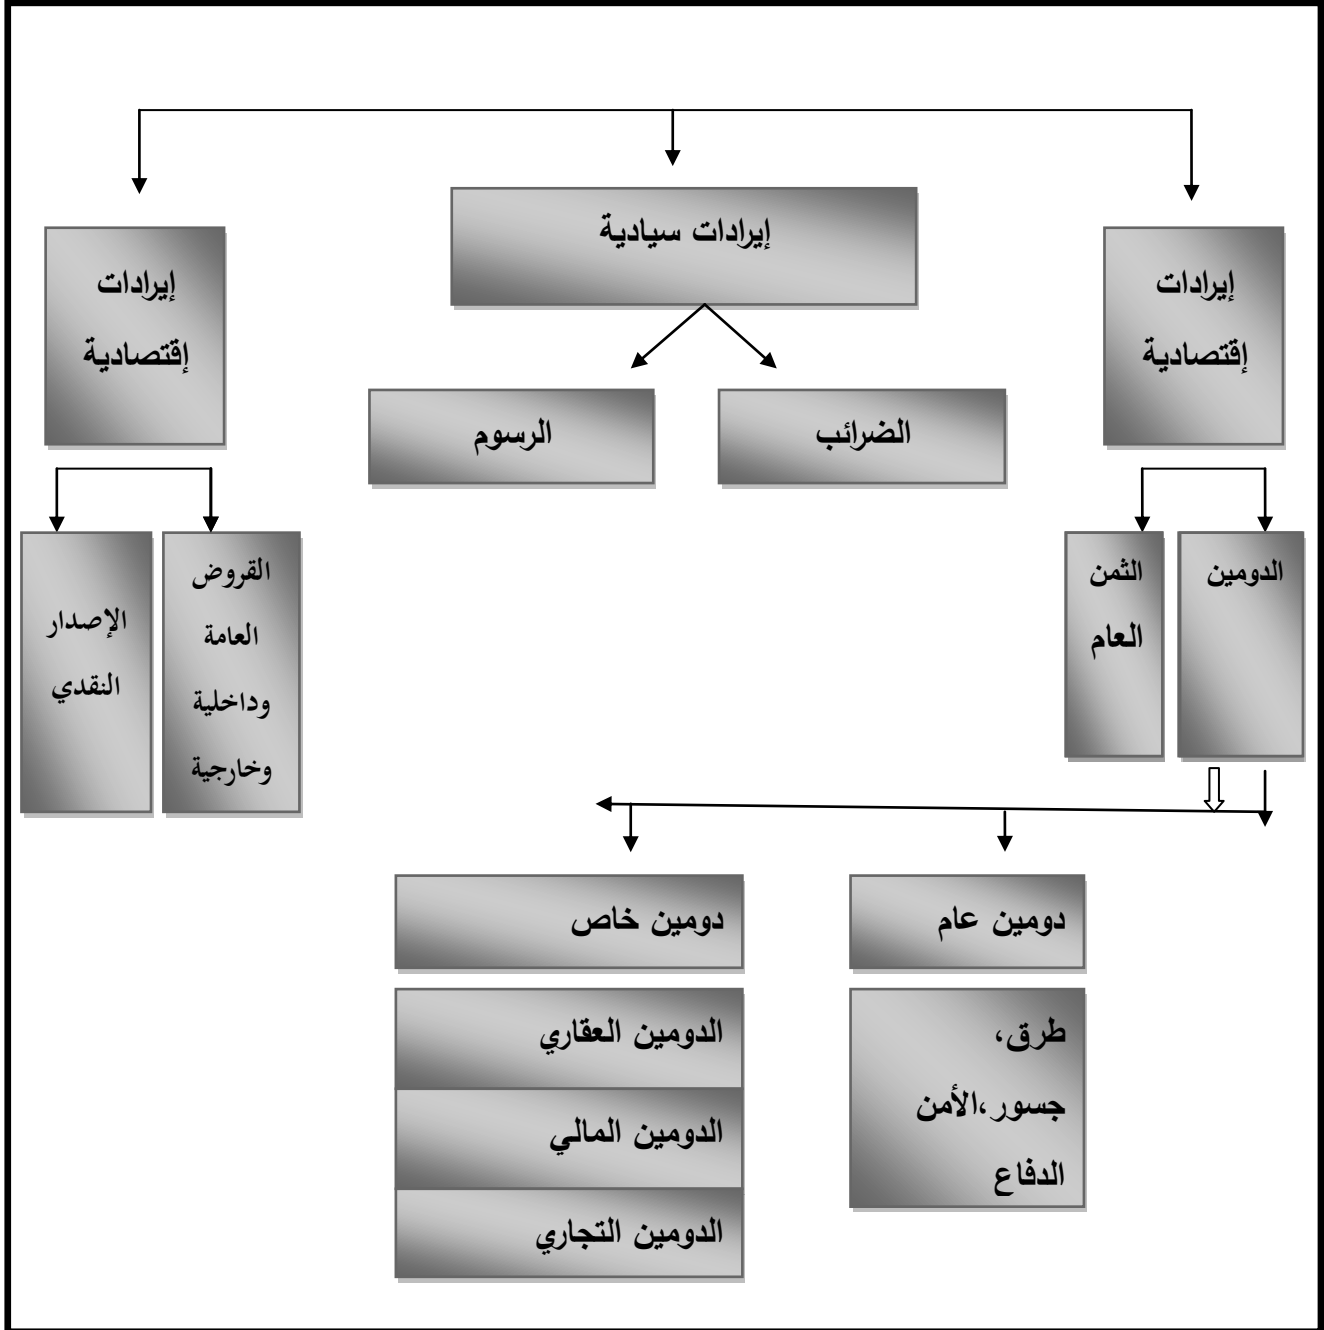 إيرادات سيادية
إيرادات
إقتصادية
إيرادات
إقتصادية
الضرائب
الرسوم
الدومين
الثمن
العام
القروض
العامة
وداخلية
وخارجية
الإصدار
النقدي
دومين عام
دومين خاص
طرق،
جسور،الأمن
الدفاع
الدومين العقاري
الدومين المالي
الدومين التجاري